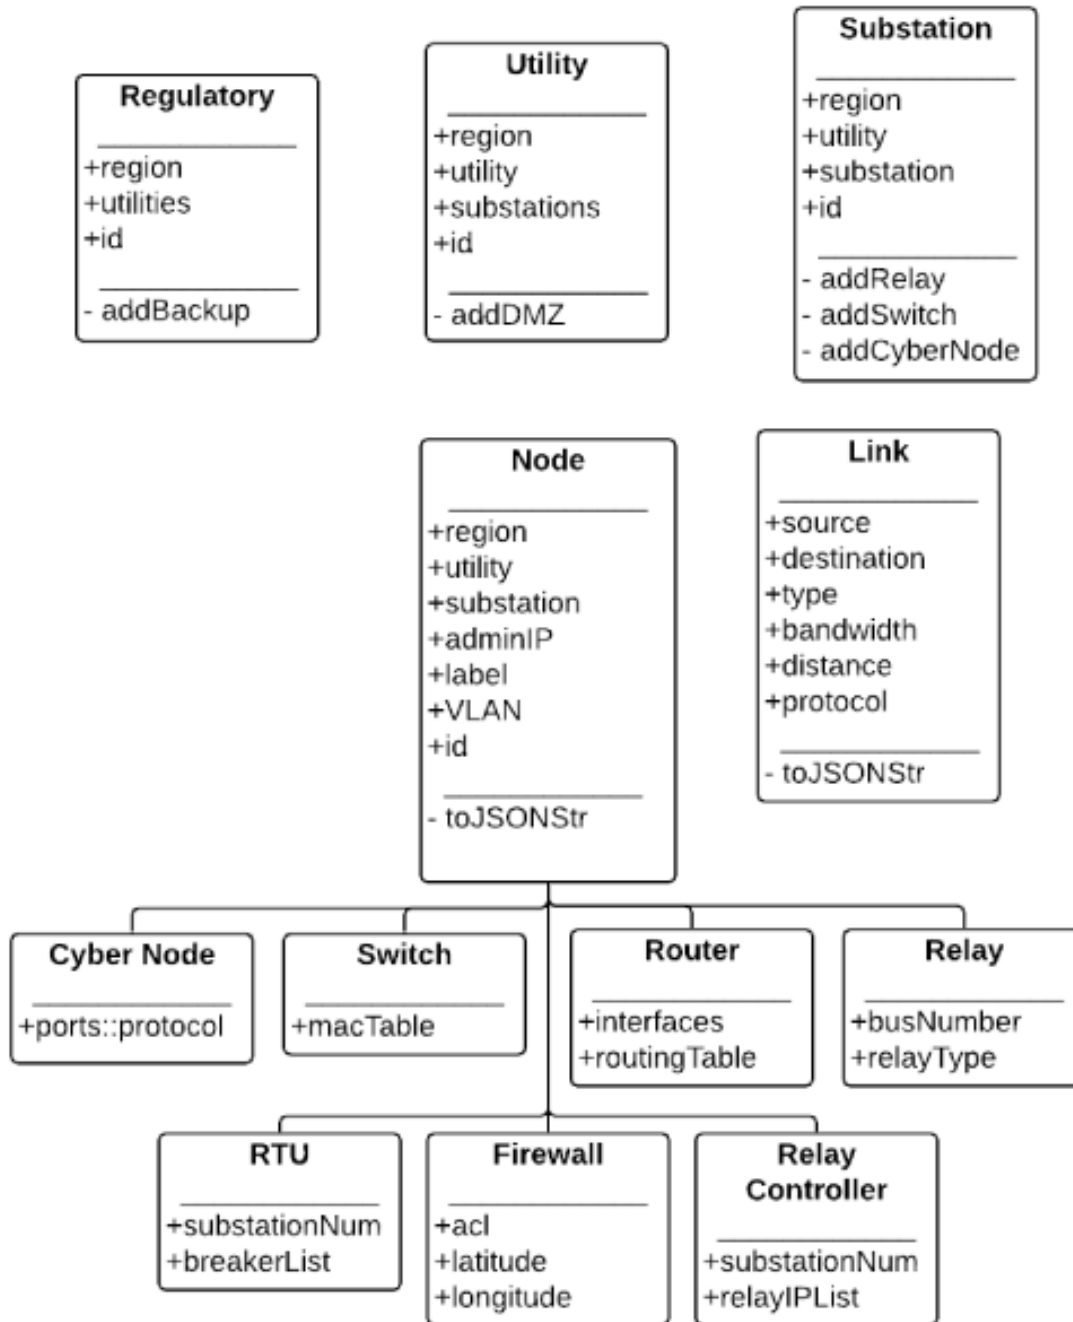 Regulatory
+region
+utilities
+id
- addBackup
Utility
+region
+utility
+substations
+id
- addDMZ
Substation
+region
+utility
+substation
+id
- addRelay
- addSwitch
- addCyberNode
Node
+region
+utility
+substation
+adminIP
+label
+VLAN
+id
- toJSONStr
Link
+source
+destination
+type
+bandwidth
+distance
+protocol
- toJSONStr
Cyber Node
+ports::protocol
Switch
+macTable
Router
+interfaces
+routingTable
Relay
+busNumber
+relayType
RTU
+substationNum
+breakerList
Firewall
+acl
+latitude
+longitude
Relay
Controller
+substationNum
+relayIPList